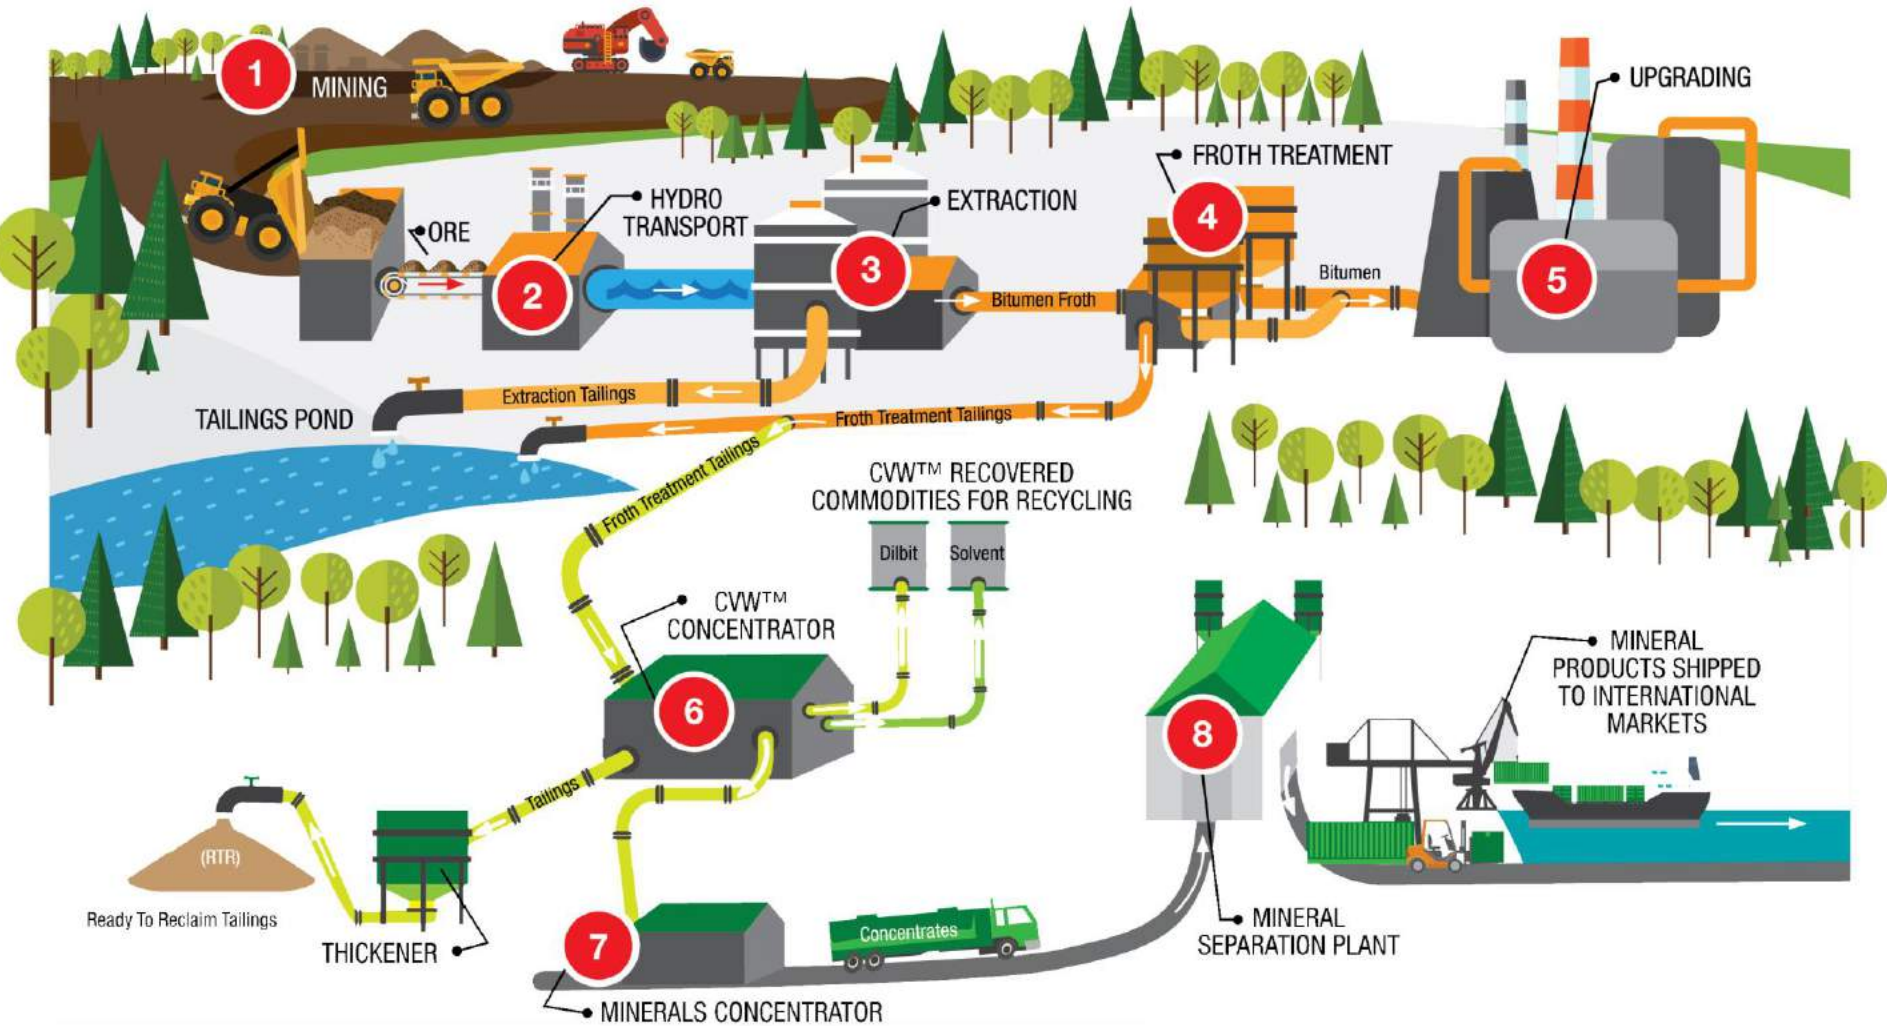 1
MINING
ORE
2
HYDRO
TRANSPORT
3
EXTRACTION
FROTH TREATMENT
4
UPGRADING
5
Bitumen
Bitumen Froth
Extraction Tailings
Froth Treatment Tailings
TAILINGS POND
Froth Treatment Tailings
CVW™ RECOVERED
COMMODITIES FOR RECYCLING
Dilbit
Solvent
CVW™
CONCENTRATOR
6
Tailings
(RTR)
Ready To Reclaim Tailings
THICKENER
7
MINERALS CONCENTRATOR
Concentrates
8
MINERAL
SEPARATION PLANT
MINERAL
PRODUCTS SHIPPED
TO INTERNATIONAL
MARKETS